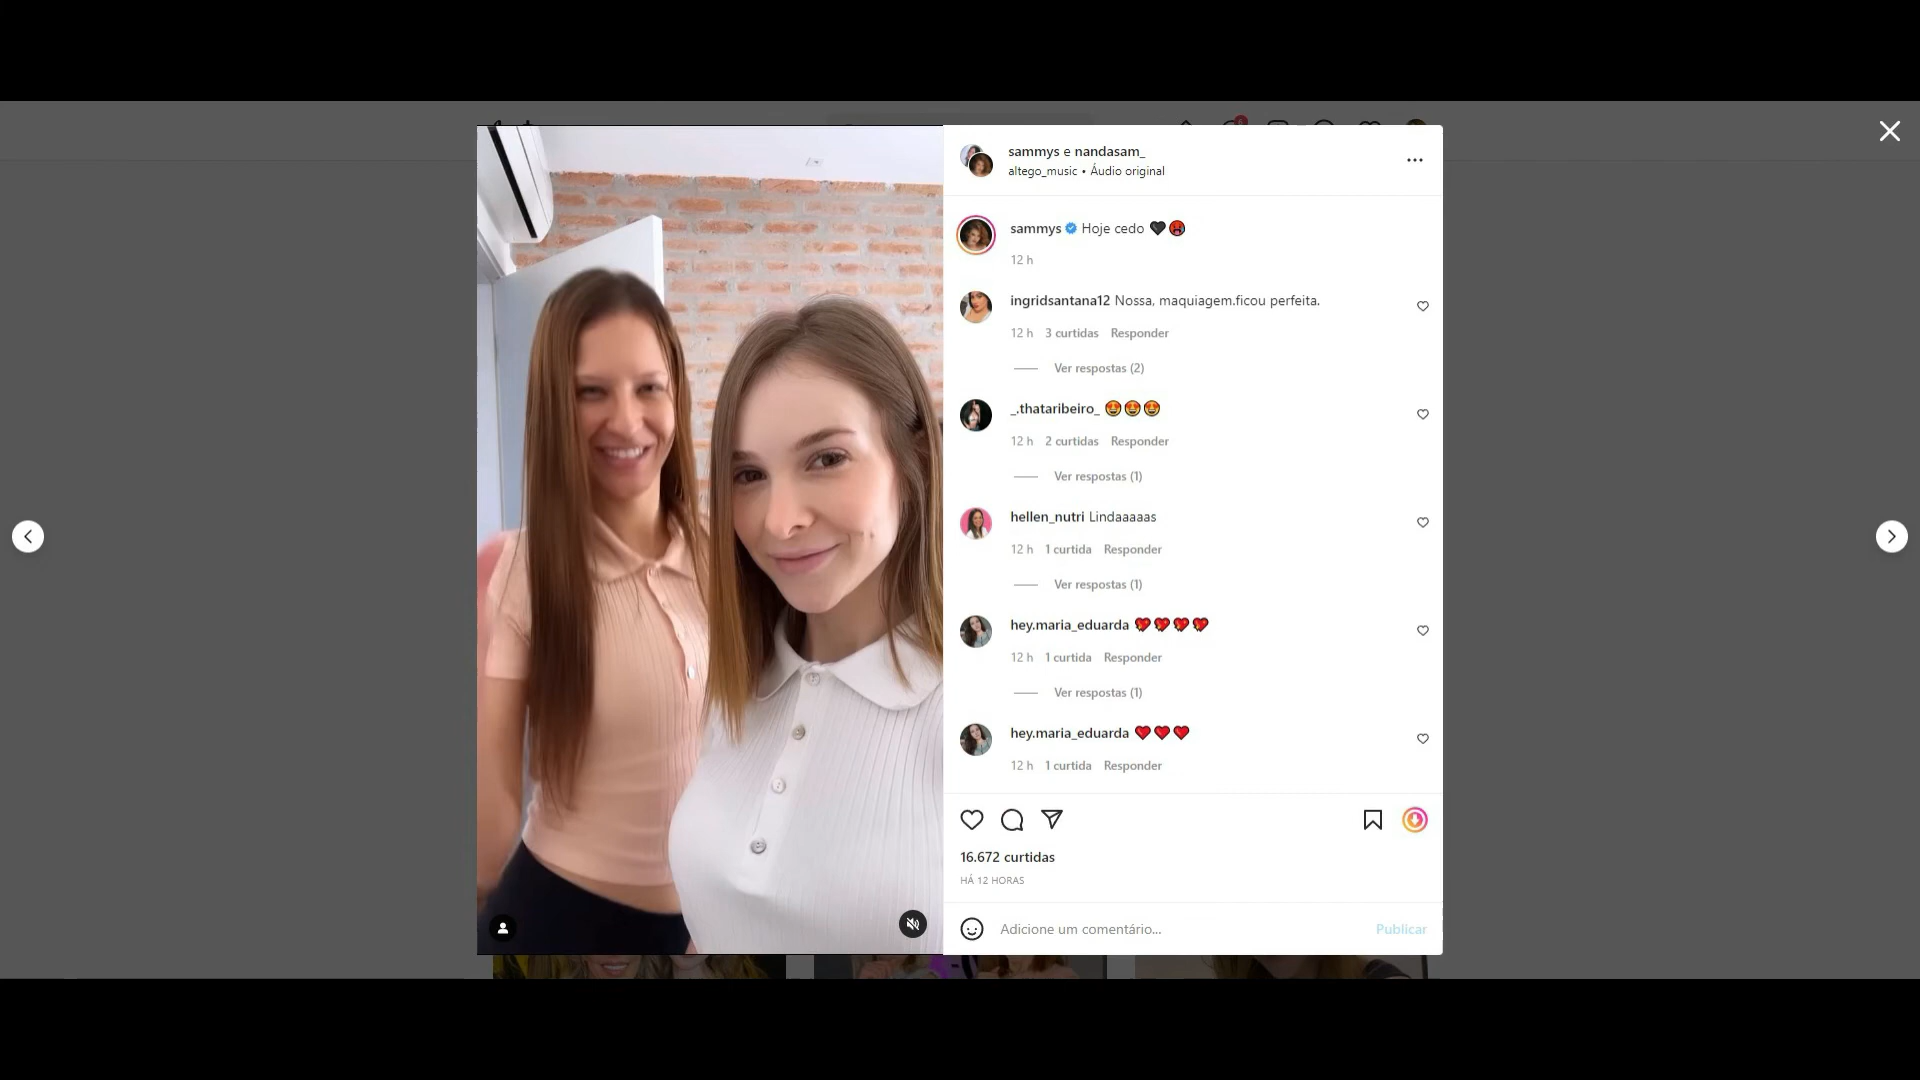 sammys e nandasam_
altego_music • Áudio original
sammys Hoje cedo 🖤
12 h
ingridsantana12 Nossa, maquiagem.ficou perfeita.
12 h 3 curtidas Responder
Ver respostas (2)
_.thataribeiro_ 😍😍😍
12 h 2 curtidas Responder
Ver respostas (1)
hellen_nutri Lindaaaaas
12 h 1 curtida Responder
Ver respostas (1)
hey.maria_eduarda 💖💖💖💖
12 h 1 curtida Responder
Ver respostas (1)
hey.maria_eduarda ❤️❤️❤️
12 h 1 curtida Responder
16.672 curtidas
HÁ 12 HORAS
Adicione um comentário... Publicar